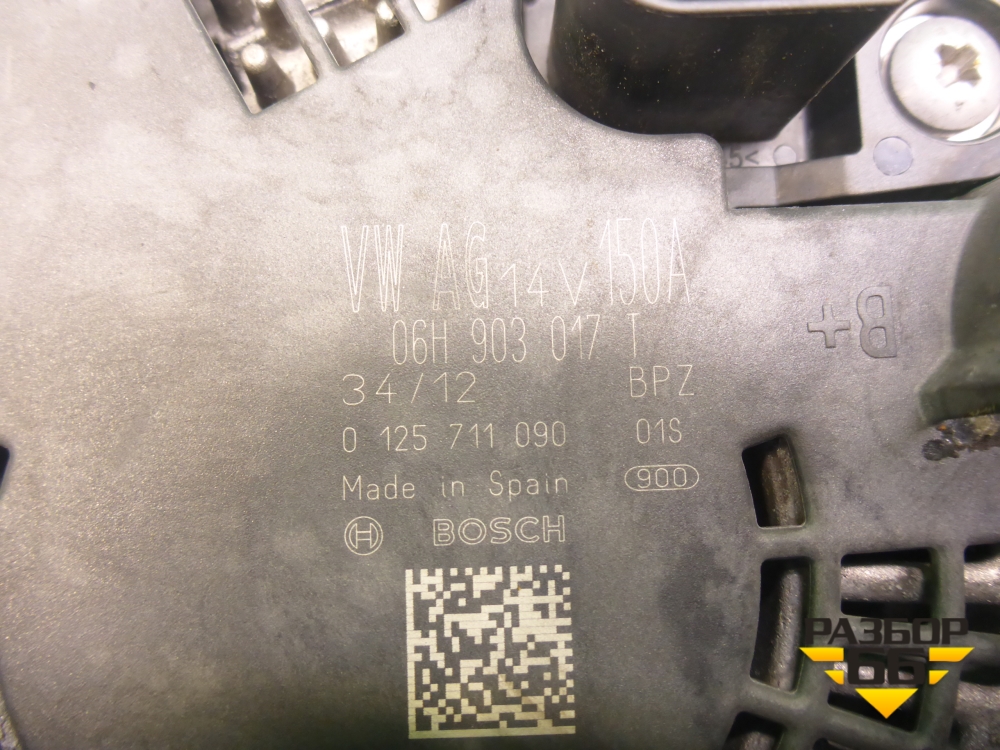 5<
VW AG 14 V 150A
B+
06H 903 017 T
34/12 BPZ
0 125 711 090 01S
Made in Spain 900
BOSCH
РАЗБОР
66